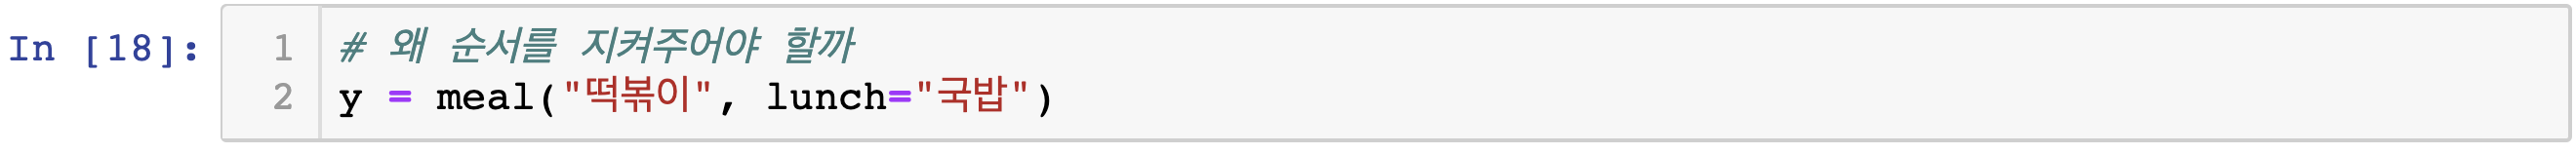 In [18]:
1 # 왜 순서를 지켜주어야 할까
2 y = meal("떡볶이", lunch="국밥")